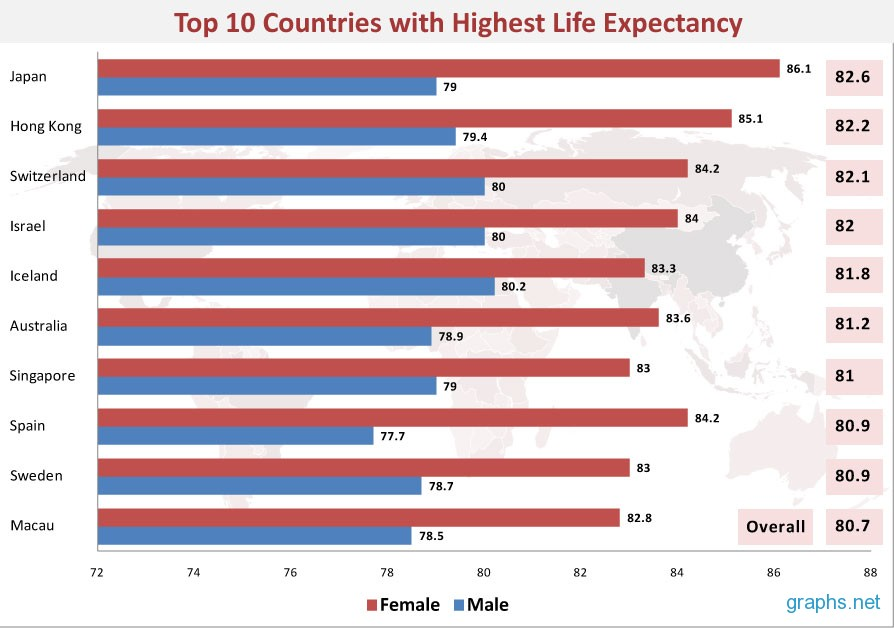 Top 10 Countries with Highest Life Expectancy
Japan 86.1 79 82.6
Hong Kong 85.1 79.4 82.2
Switzerland 84.2 80 82.1
Israel 84 80 82
Iceland 83.3 80.2 81.8
Australia 83.6 78.9 81.2
Singapore 83 79 81
Spain 84.2 77.7 80.9
Sweden 83 78.7 80.9
Macau 82.8 78.5 Overall 80.7
72 74 76 78 80 82 84 86 88
Female Male
graphs.net